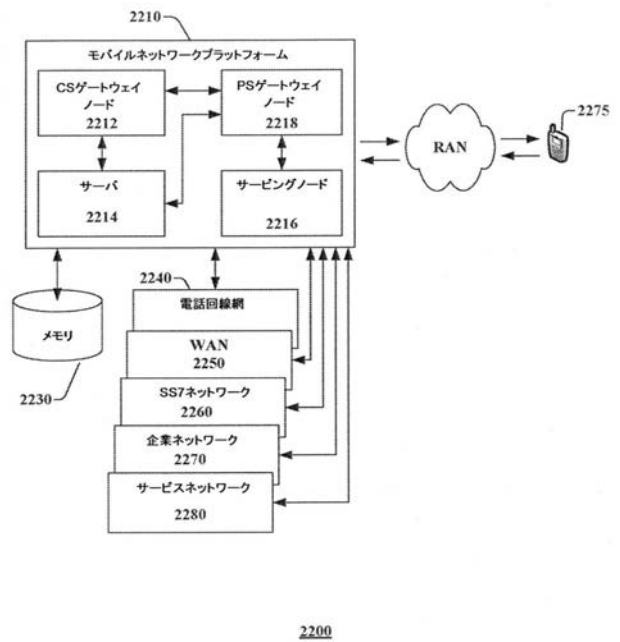 2210
モバイルネットワークプラットフォーム
CSゲートウェイ
ノード
2212
PSゲートウェイ
ノード
2218
サーバ
2214
サービングノード
2216
RAN
2275
メモリ
2230
2240
電話回線網
WAN
2250
SS7ネットワーク
2260
企業ネットワーク
2270
サービスネットワーク
2280
2200